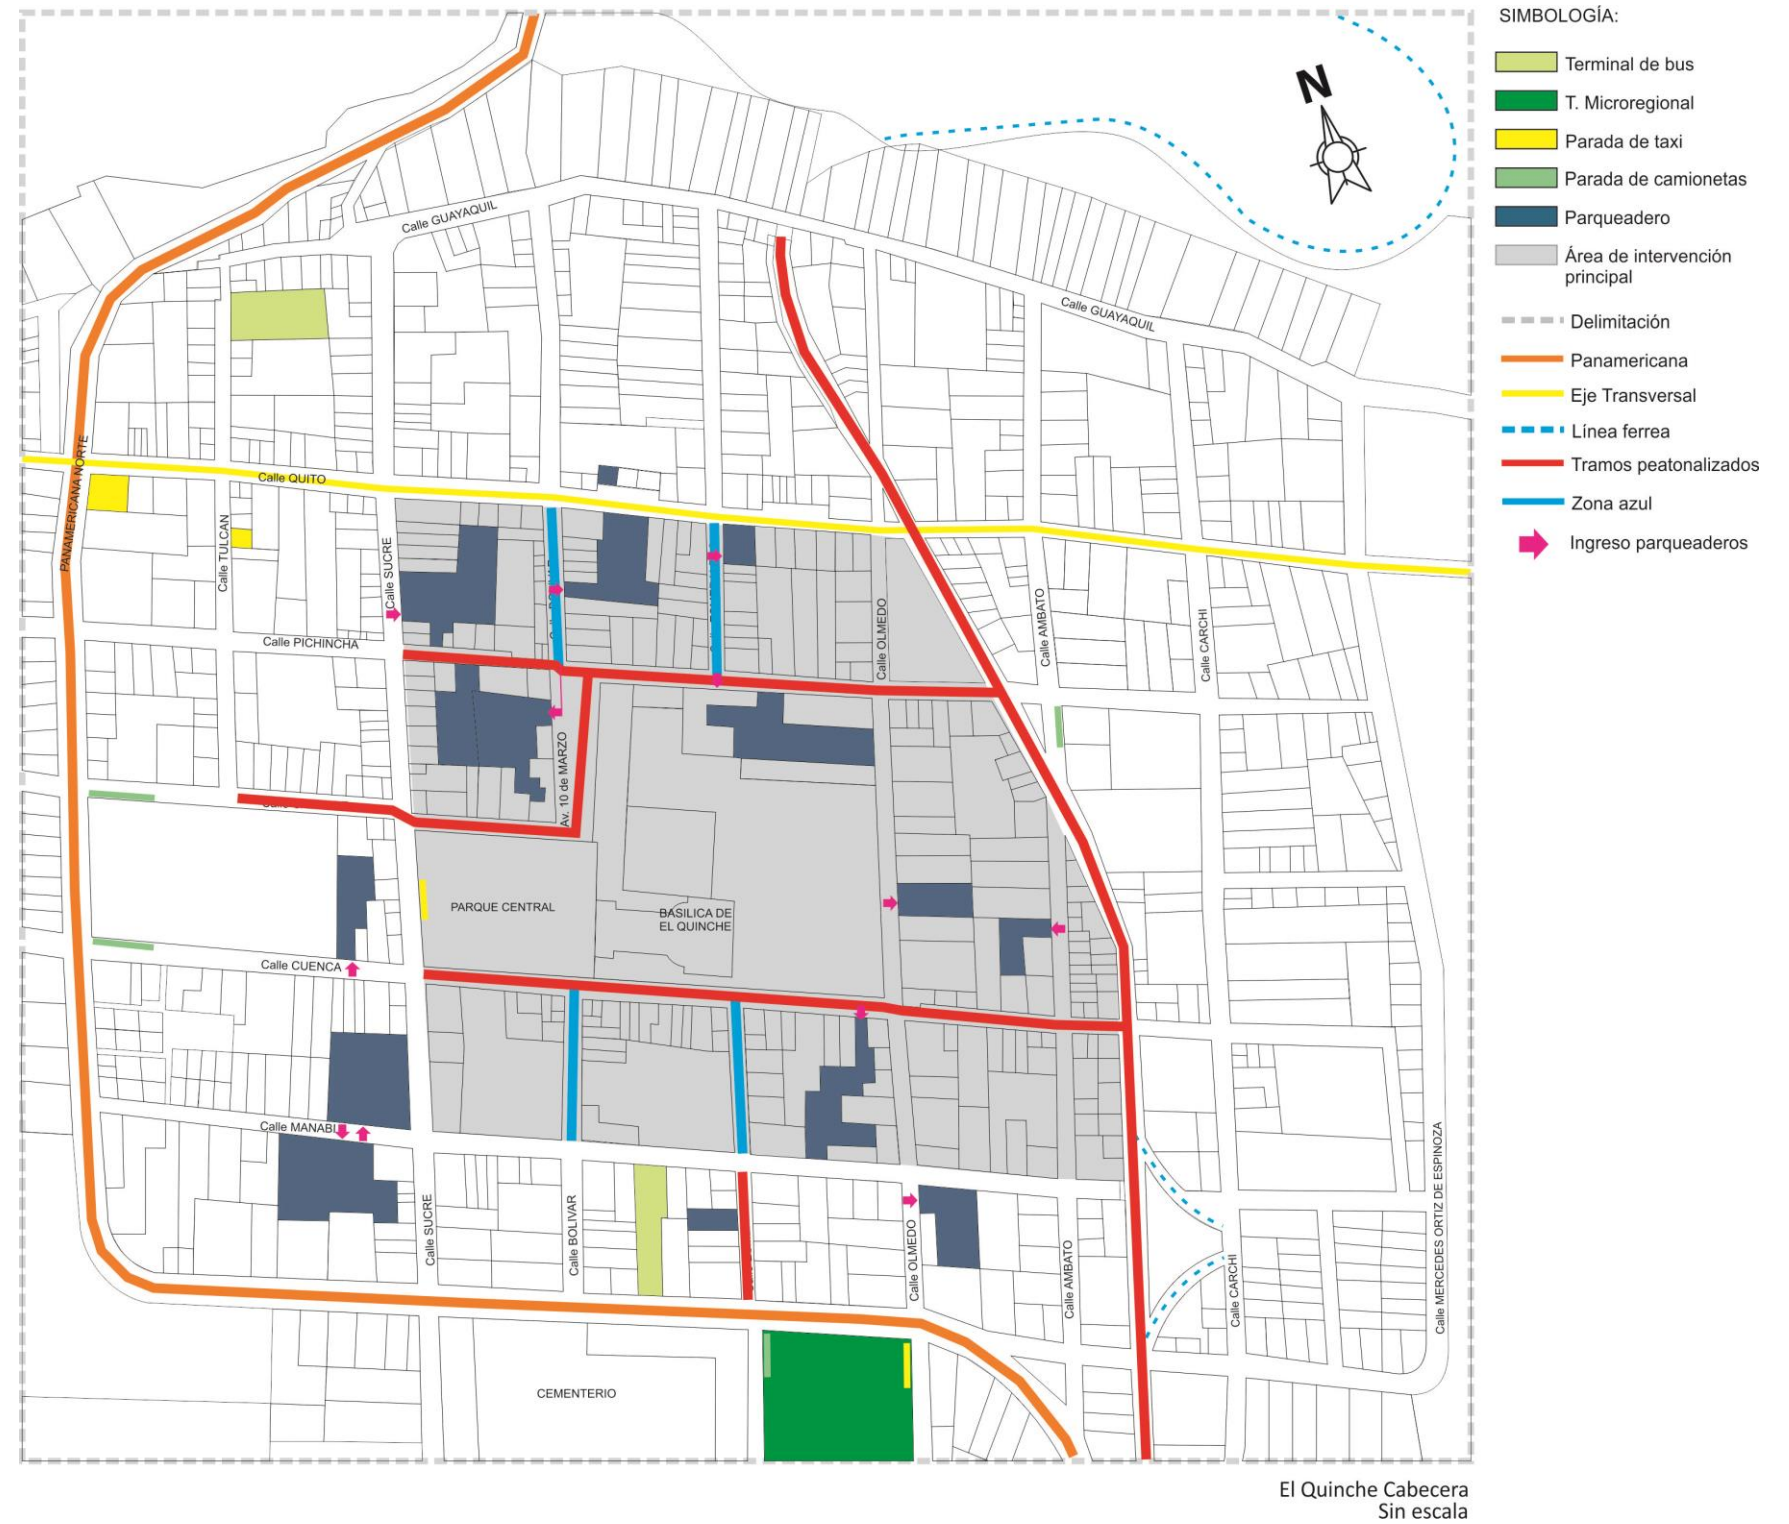 SIMBOLOGÍA:
Terminal de bus
T. Microregional
Parada de taxi
Parada de camionetas
Parqueadero
Área de intervención
principal
Delimitación
Panamericana
Eje Transversal
Línea ferrea
Tramos peatonalizados
Zona azul
Ingreso parqueaderos
N
Calle GUAYAQUIL
Calle GUAYAQUIL
PANAMERICANA NORTE
Calle QUITO
Calle TULCAN
Calle SUCRE
Calle OLMEDO
Calle AMBATO
Calle CARCHI
Calle PICHINCHA
Av. 10 de MARZO
PARQUE CENTRAL
BASILICA DE
EL QUINCHE
Calle CUENCA
Calle MANABI
Calle SUCRE
Calle BOLIVAR
Calle OLMEDO
Calle AMBATO
Calle CARCHI
Calle MERCEDES ORTIZ DE ESPINOZA
CEMENTERIO
El Quinche Cabecera
Sin escala